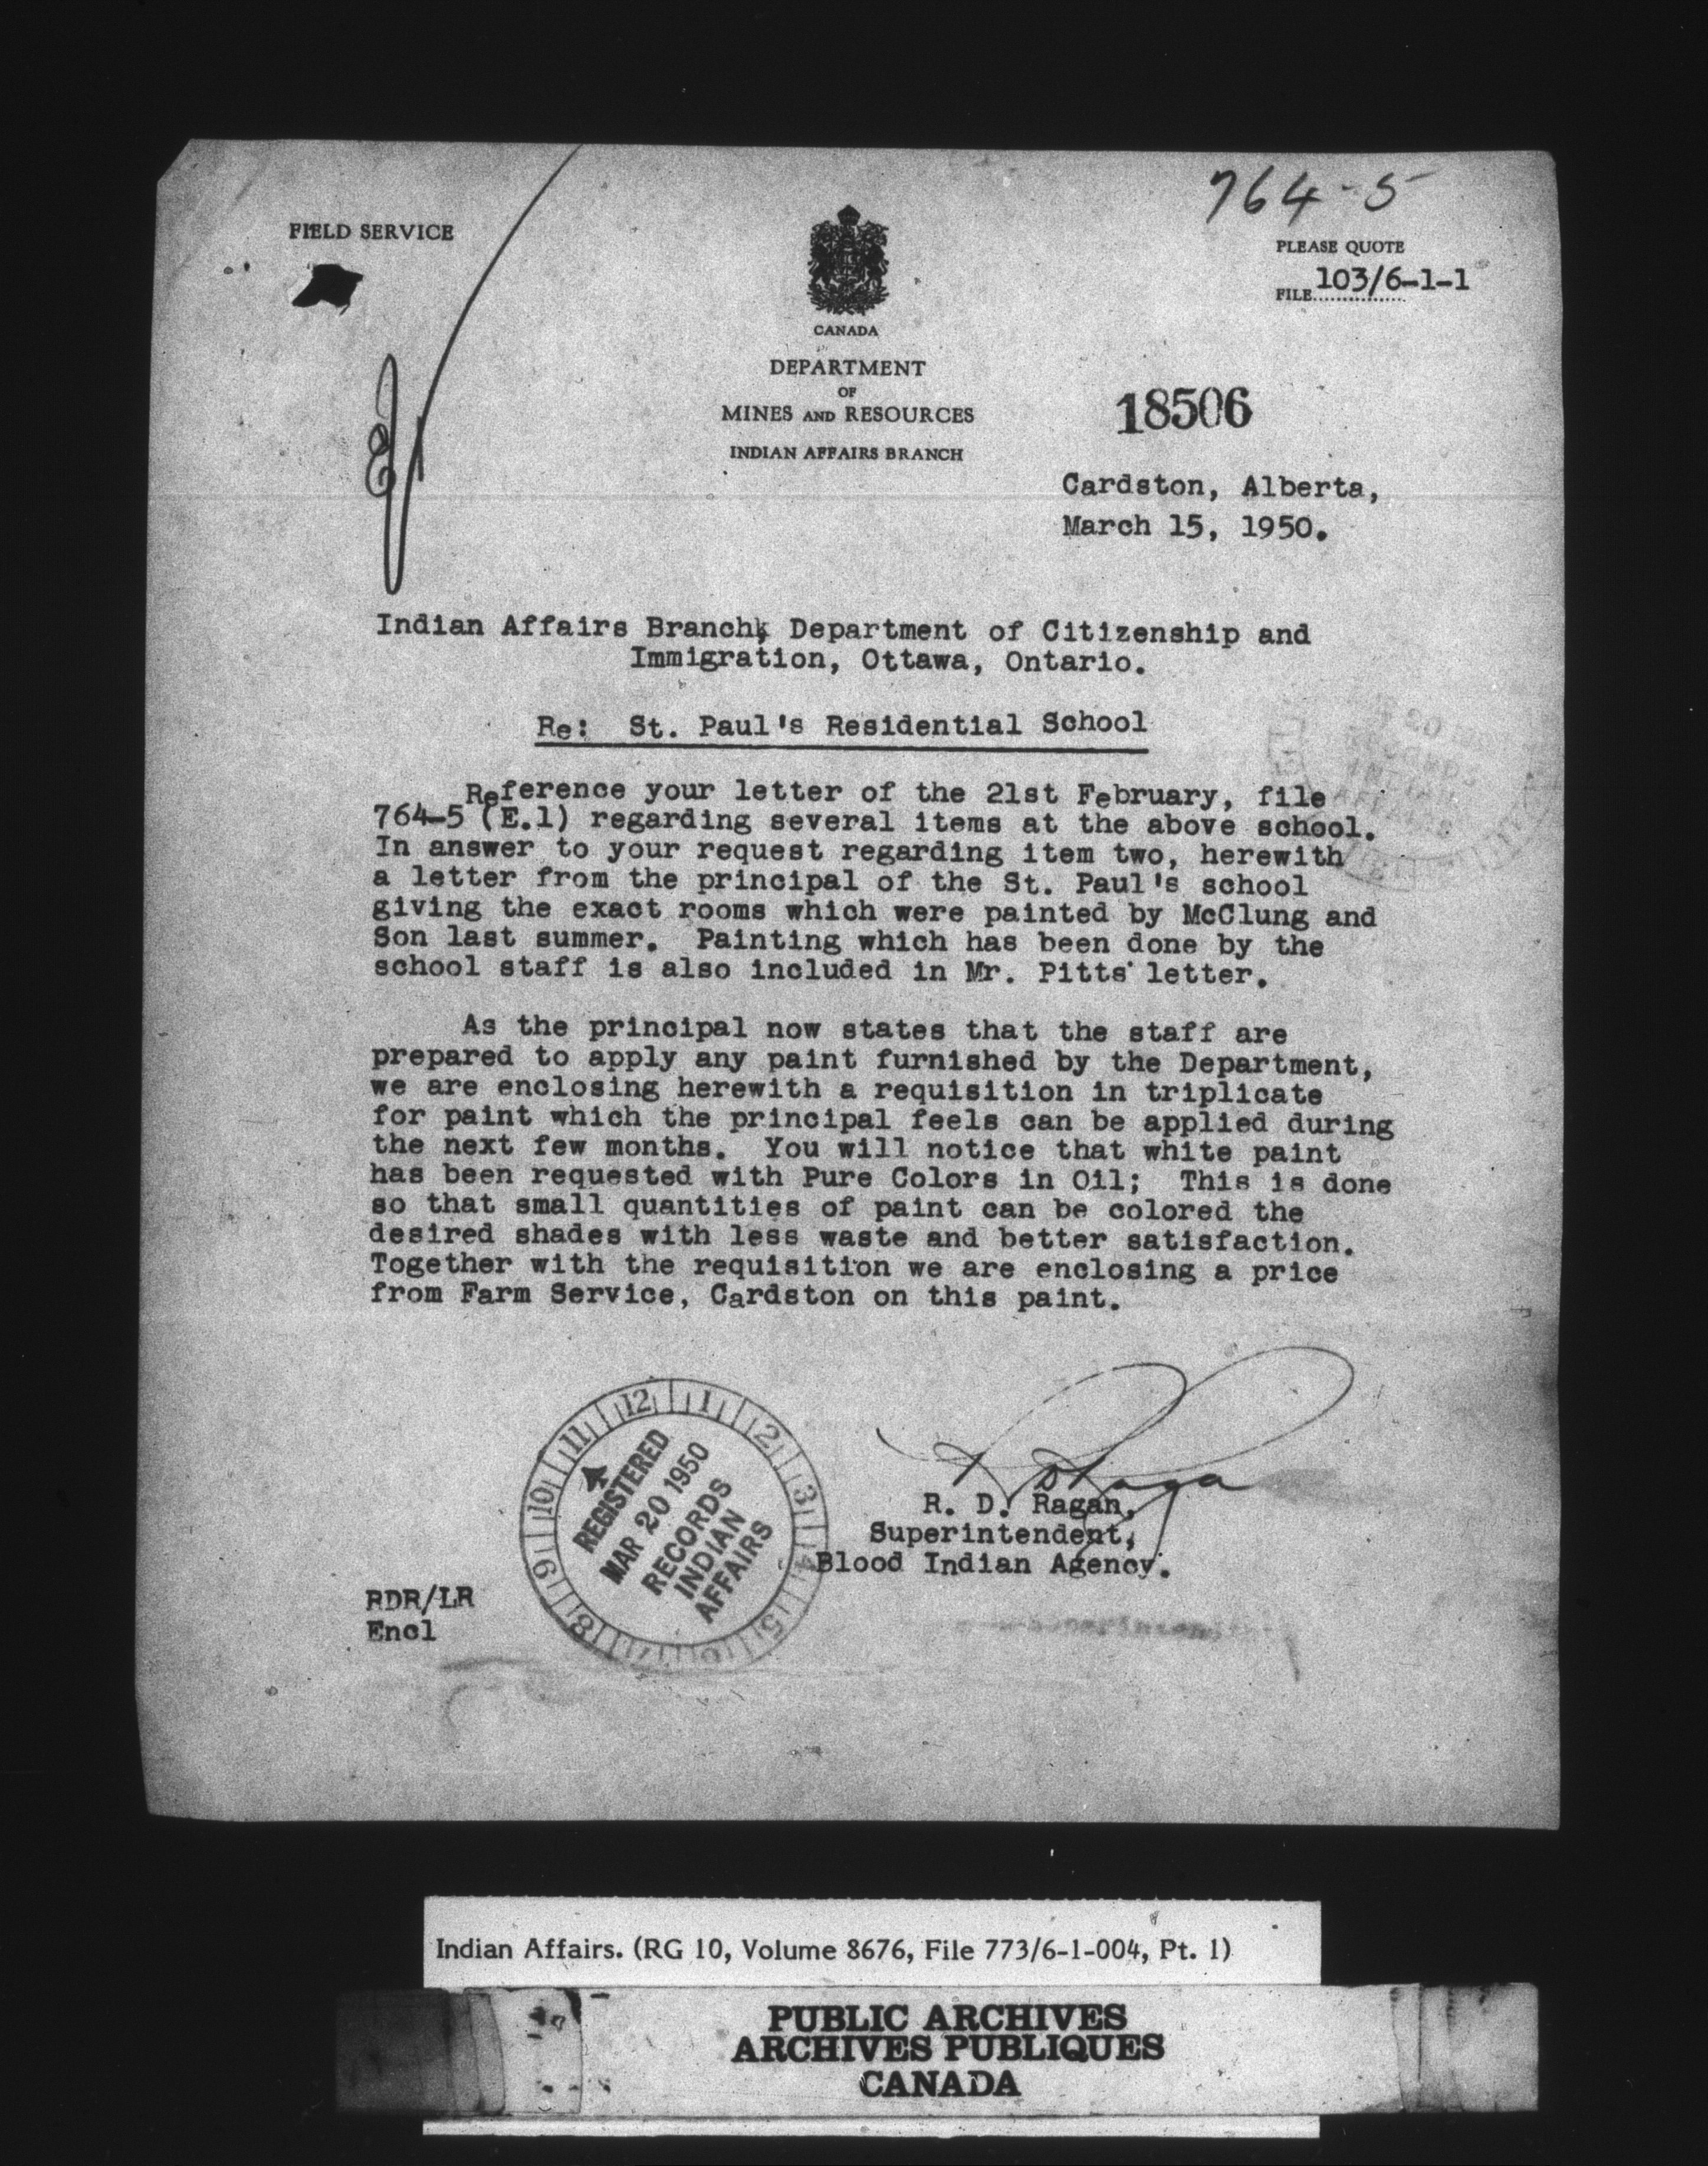 764-5
FIELD SERVICE
PLEASE QUOTE
FILE 103/6-1-1
CANADA
DEPARTMENT
OF
MINES AND RESOURCES
INDIAN AFFAIRS BRANCH
18506
Cardston, Alberta,
March 15, 1950.
Indian Affairs Branch, Department of Citizenship and
Immigration, Ottawa, Ontario.
Re: St. Paul's Residential School
Reference your letter of the 21st February, file
764-5 (E.1) regarding several items at the above school.
In answer to your request regarding item two, herewith
a letter from the principal of the St. Paul's school
giving the exact rooms which were painted by McClung and
Son last summer. Painting which has been done by the
school staff is also included in Mr. Pitts' letter.
As the principal now states that the staff are
prepared to apply any paint furnished by the Department,
we are enclosing herewith a requisition in triplicate
for paint which the principal feels can be applied during
the next few months. You will notice that white paint
has been requested with Pure Colors in Oil; This is done
so that small quantities of paint can be colored the
desired shades with less waste and better satisfaction.
Together with the requisition we are enclosing a price
from Farm Service, Cardston on this paint.
12 1 2 3 4 5 6 7 8 9 10 11
REGISTERED
MAR 20 1950
RECORDS
INDIAN
AFFAIRS
R. D. Ragan,
Superintendent,
Blood Indian Agency.
RDR/LR
Encl
Indian Affairs. (RG 10, Volume 8676, File 773/6-1-004, Pt. 1)
PUBLIC ARCHIVES
ARCHIVES PUBLIQUES
CANADA